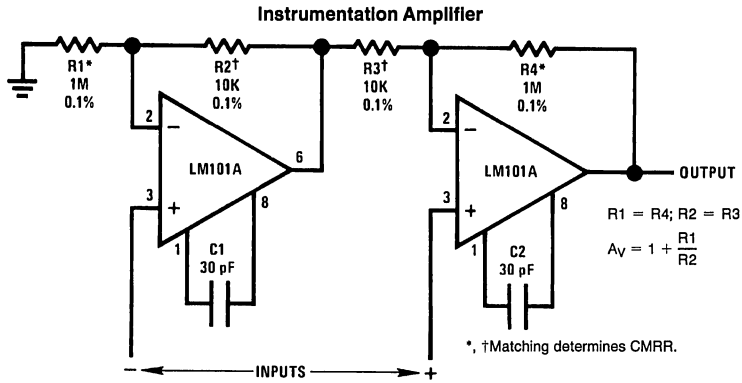 Instrumentation Amplifier
R1*
1M
0.1%
R2†
10K
0.1%
R3†
10K
0.1%
R4*
1M
0.1%
2
−
LM101A
6
3
+
1
8
C1
30 pF
2
−
LM101A
3
+
1
8
C2
30 pF
OUTPUT
R1 = R4; R2 = R3
AV = 1 + R1
R2
*, †Matching determines CMRR.
− INPUTS +